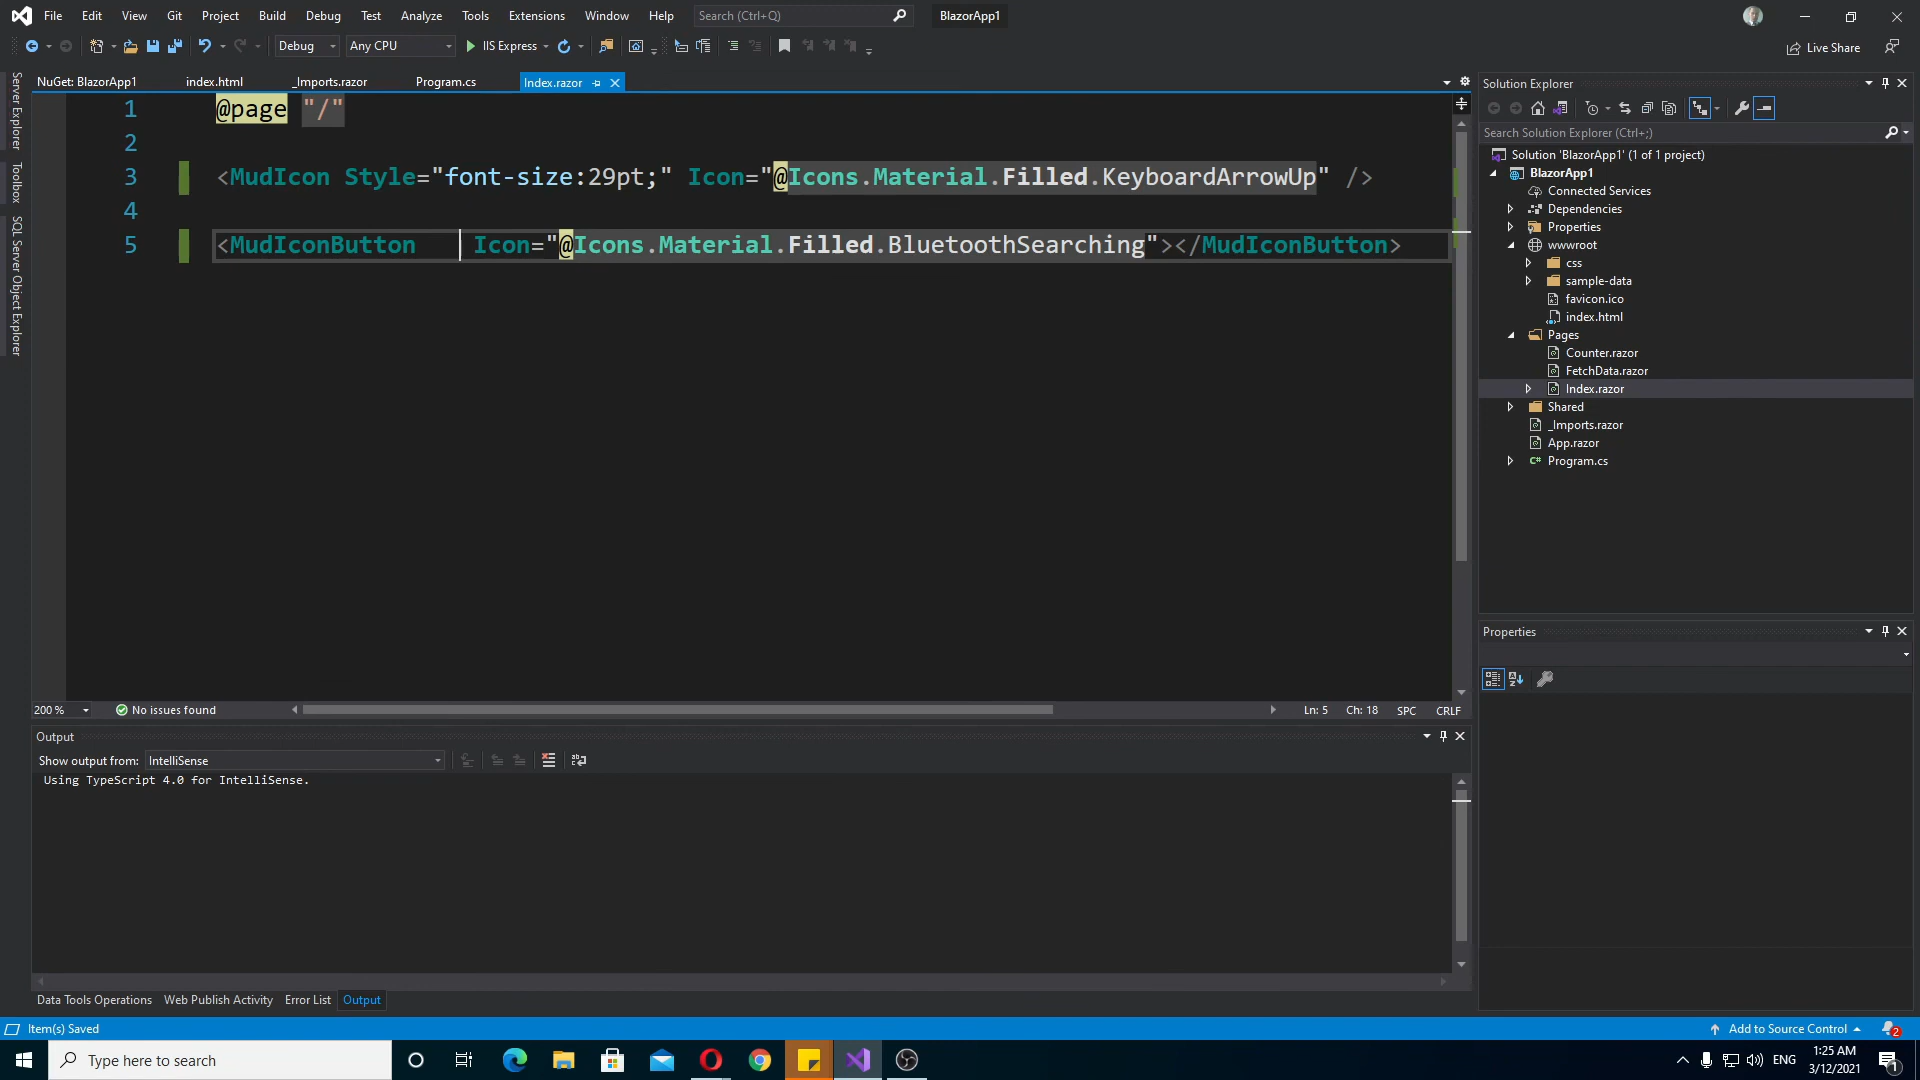 File Edit View Git Project Build Debug Test Analyze Tools Extensions Window Help Search (Ctrl+Q) BlazorApp1
Debug Any CPU IIS Express Live Share
NuGet: BlazorApp1 index.html _Imports.razor Program.cs Index.razor
Server Explorer
Toolbox
SQL Server Object Explorer
1 @page "/"
2
3 <MudIcon Style="font-size:29pt;" Icon="@Icons.Material.Filled.KeyboardArrowUp" />
4
5 <MudIconButton Icon="@Icons.Material.Filled.BluetoothSearching"></MudIconButton>
200 % No issues found Ln: 5 Ch: 18 SPC CRLF
Output
Show output from: IntelliSense
Using TypeScript 4.0 for IntelliSense.
Data Tools Operations Web Publish Activity Error List Output
Solution Explorer
Search Solution Explorer (Ctrl+;)
Solution 'BlazorApp1' (1 of 1 project)
BlazorApp1
Connected Services
Dependencies
Properties
wwwroot
css
sample-data
favicon.ico
index.html
Pages
Counter.razor
FetchData.razor
Index.razor
Shared
_Imports.razor
App.razor
C# Program.cs
Properties
Item(s) Saved Add to Source Control 2
Type here to search ENG 1:25 AM
3/12/2021 1